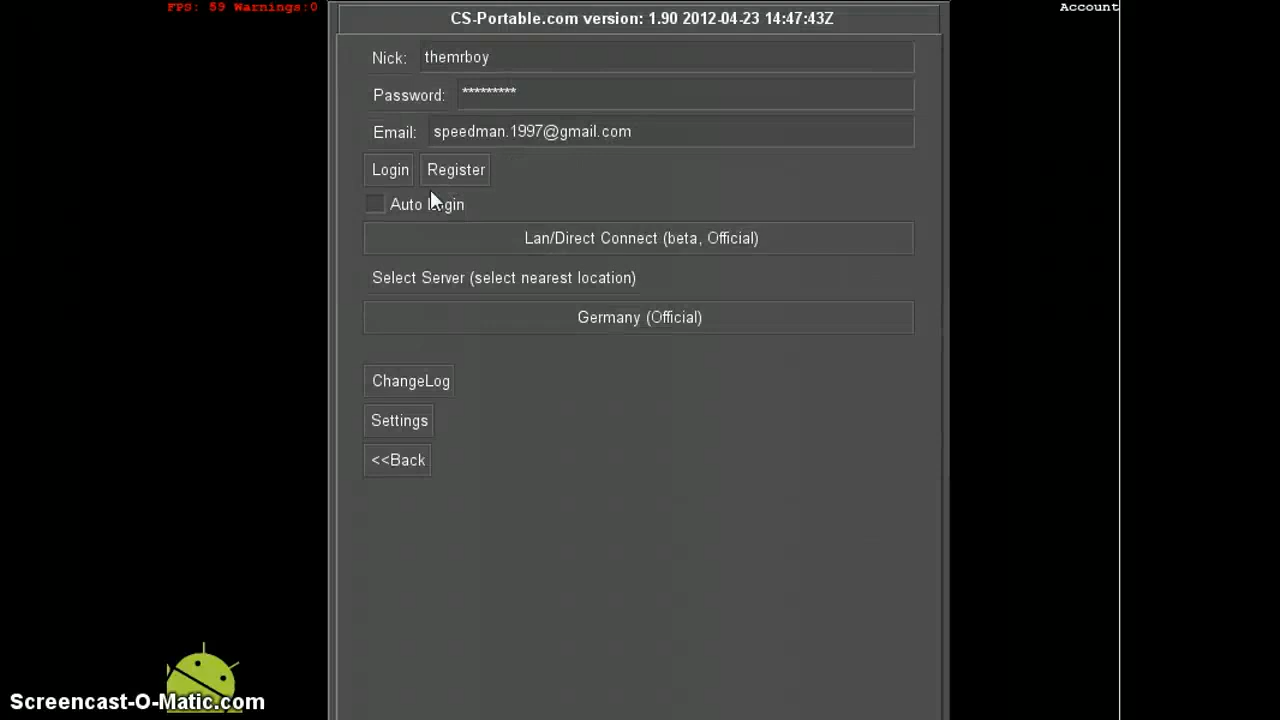 FPS: 59 Warnings:0
Account
CS-Portable.com version: 1.90 2012-04-23 14:47:43Z
Nick: themrboy
Password: *********
Email: speedman.1997@gmail.com
Login Register
Auto Login
Lan/Direct Connect (beta, Official)
Select Server (select nearest location)
Germany (Official)
ChangeLog
Settings
<<Back
Screencast-O-Matic.com